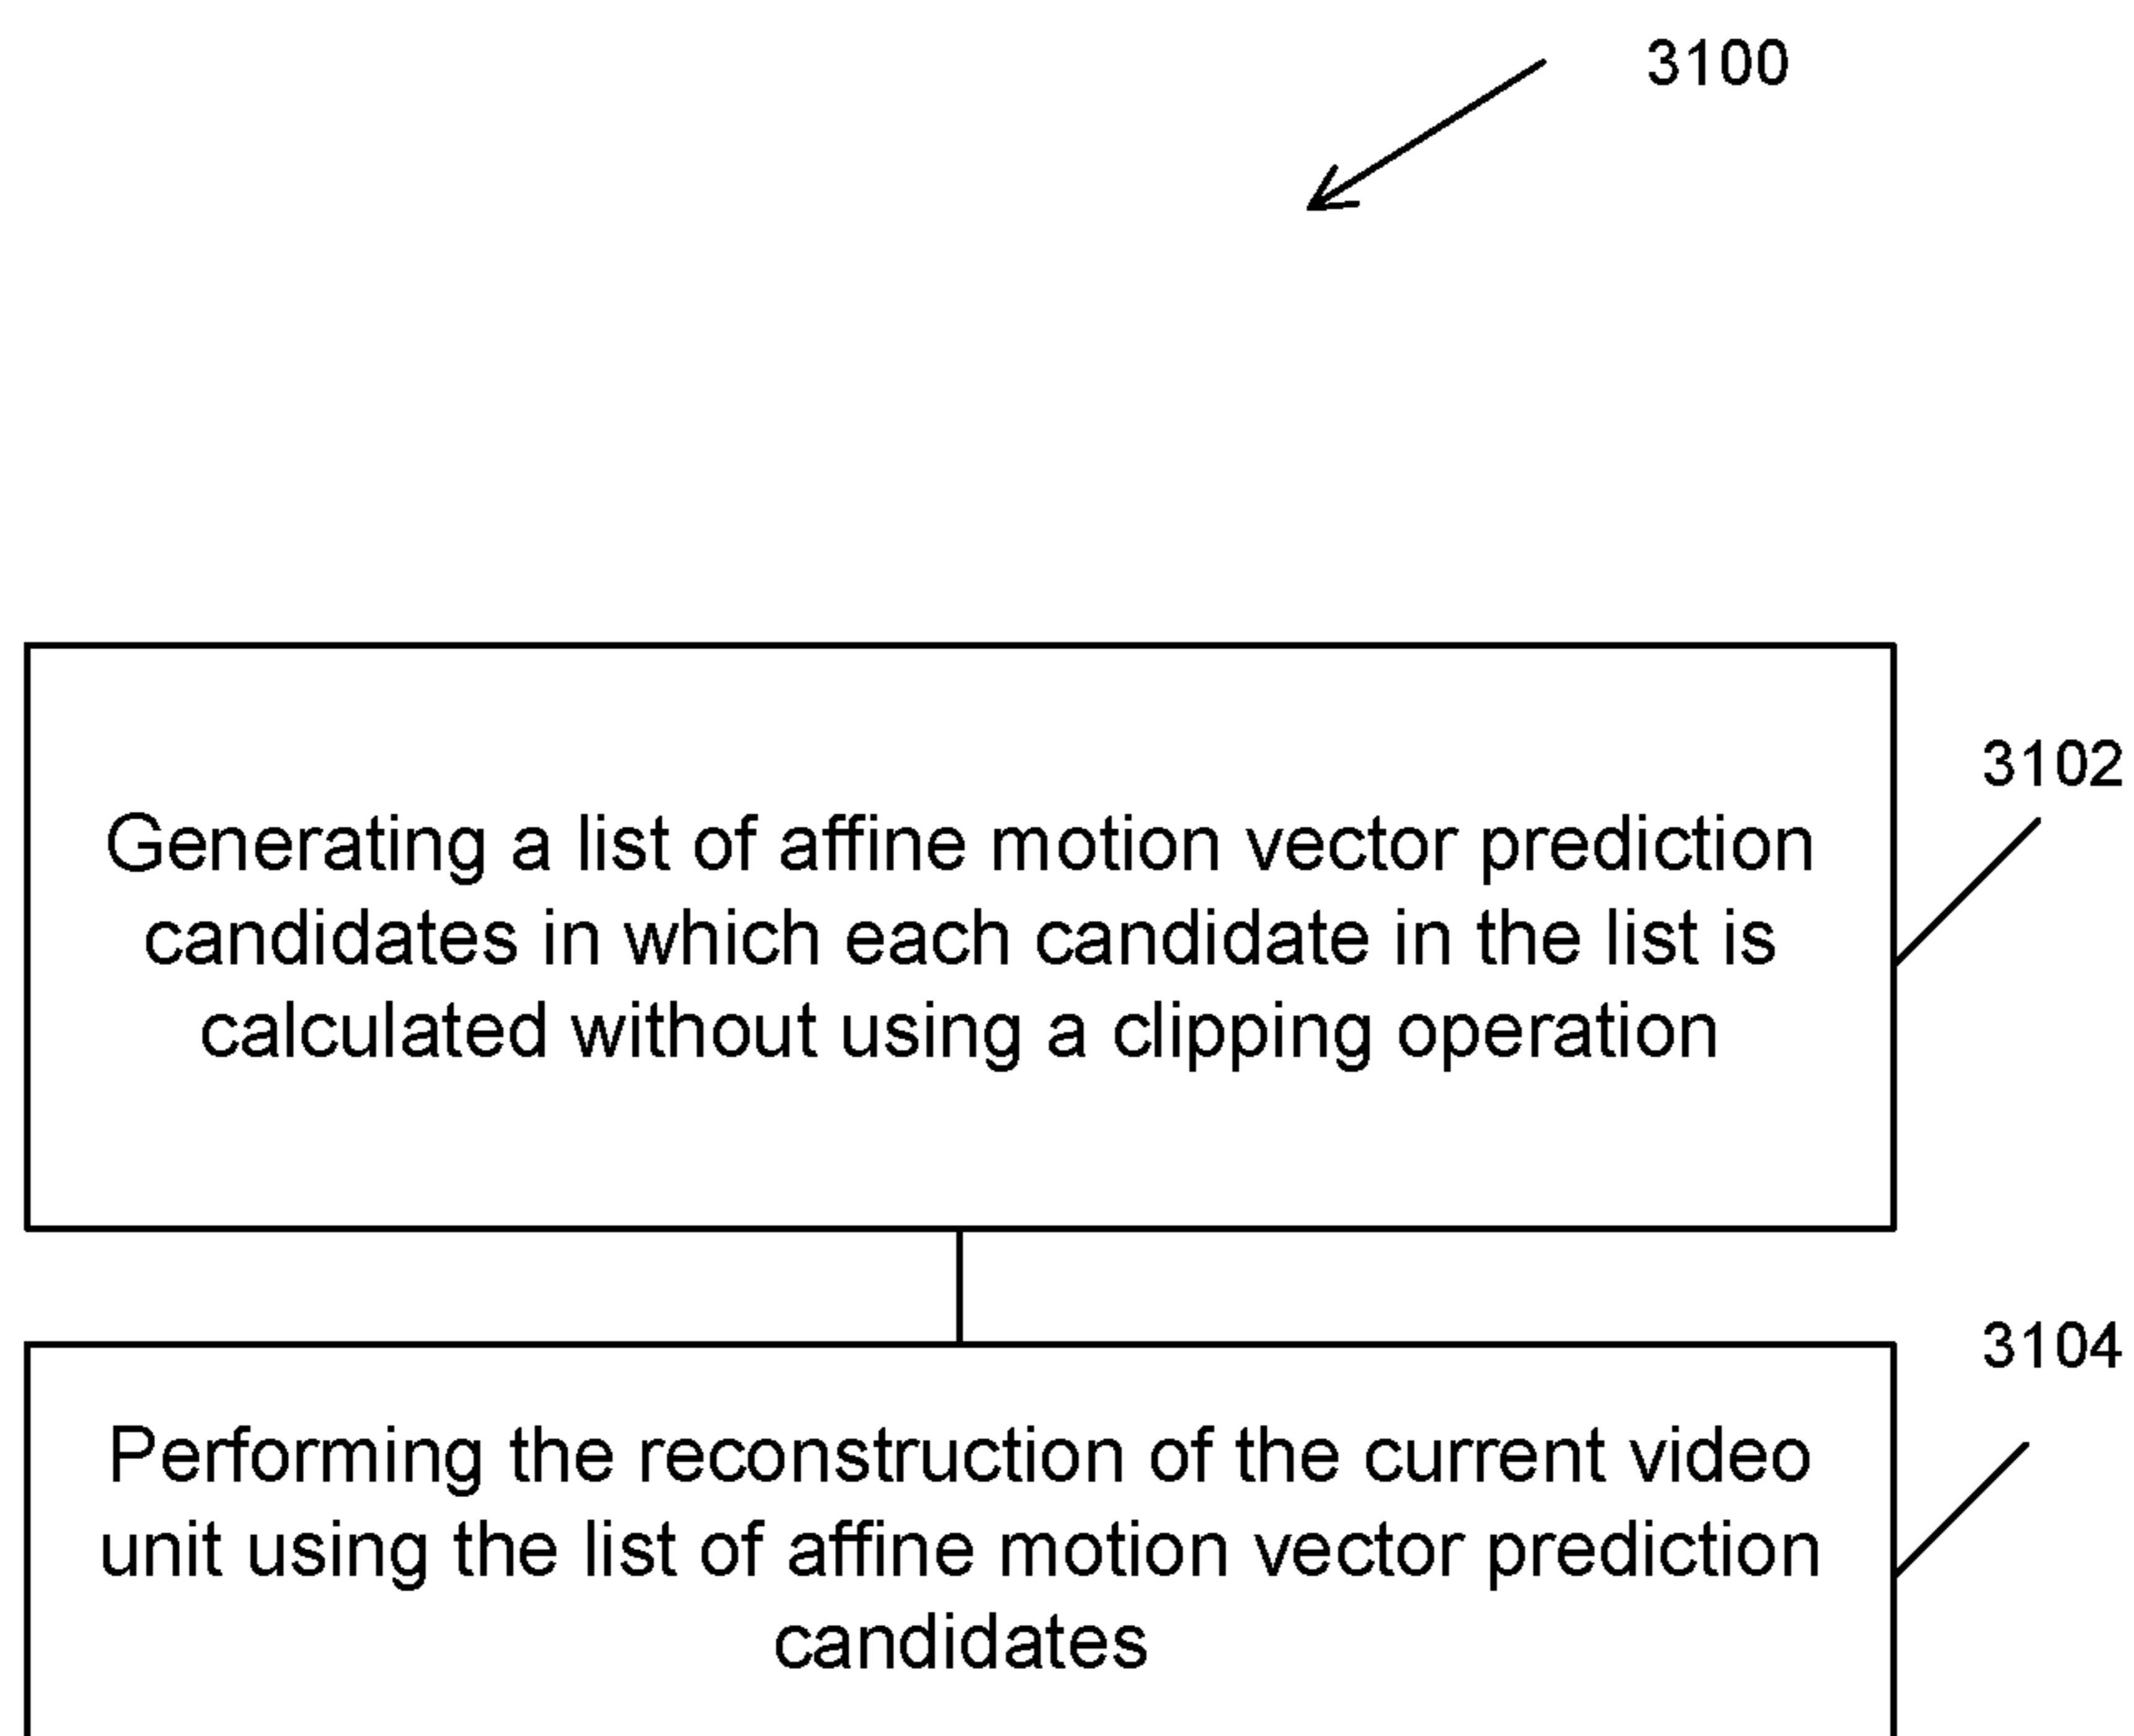 3100
3102
Generating a list of affine motion vector prediction
candidates in which each candidate in the list is
calculated without using a clipping operation
3104
Performing the reconstruction of the current video
unit using the list of affine motion vector prediction
candidates